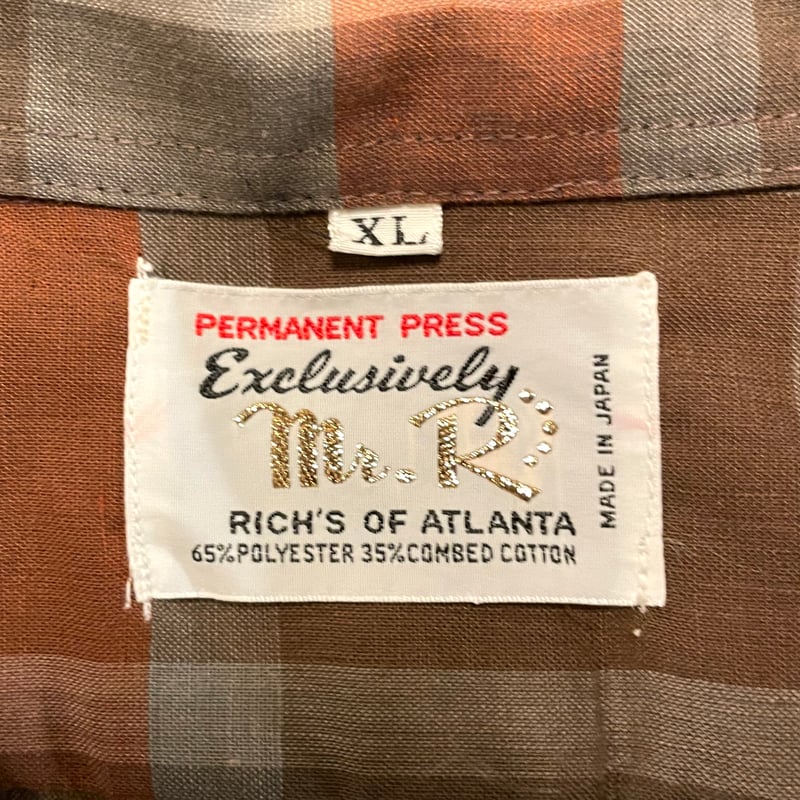 XL
PERMANENT PRESS
Exclusively
Mr. R
RICH'S OF ATLANTA
65%POLYESTER 35%COMBED COTTON
MADE IN JAPAN